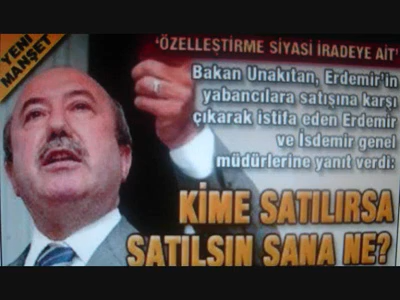 YENİ
MANŞET
‘ÖZELLEŞTİRME SİYASİ İRADEYE AİT’
Bakan Unakıtan, Erdemir'in
yabancılara satışına karşı
çıkarak istifa eden Erdemir
ve İsdemir genel
müdürlerine yanıt verdi:
KİME SATILIRSA
SATILSIN SANA NE?